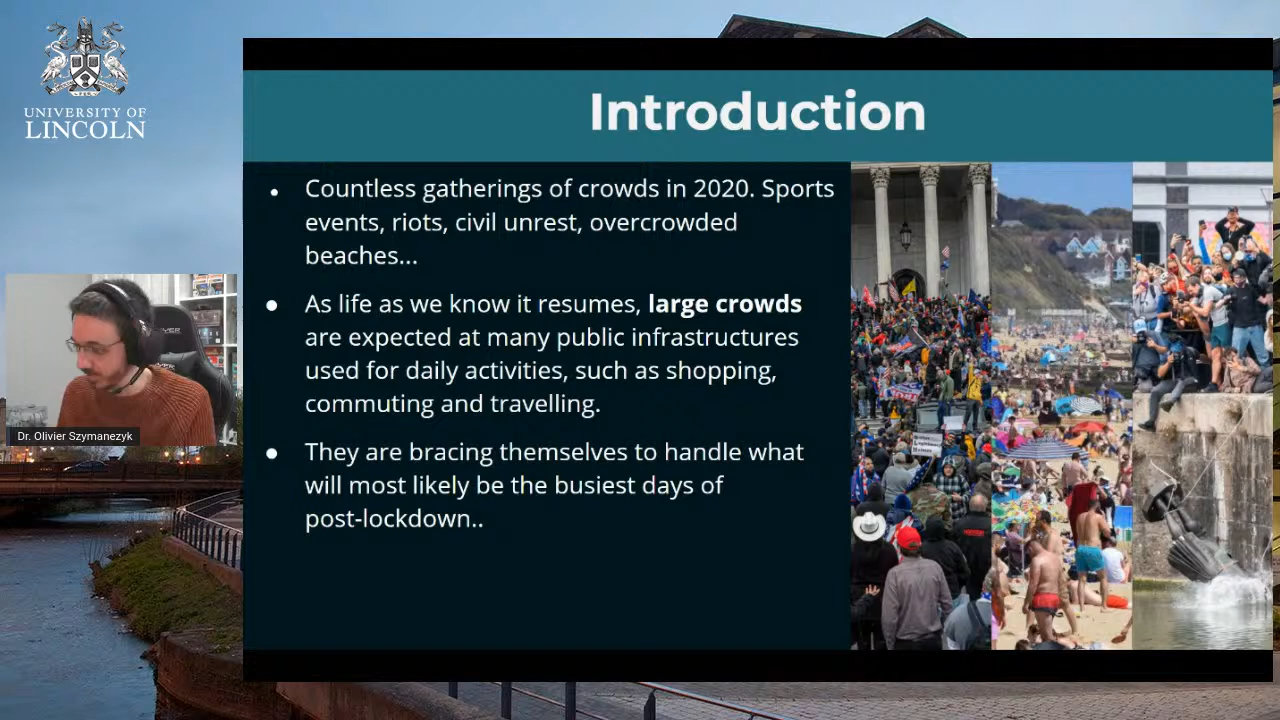 UNIVERSITY OF
LINCOLN
Introduction
• Countless gatherings of crowds in 2020. Sports
events, riots, civil unrest, overcrowded
beaches...
• As life as we know it resumes, large crowds
are expected at many public infrastructures
used for daily activities, such as shopping,
commuting and travelling.
• They are bracing themselves to handle what
will most likely be the busiest days of
post-lockdown..
Dr. Olivier Szymanezyk